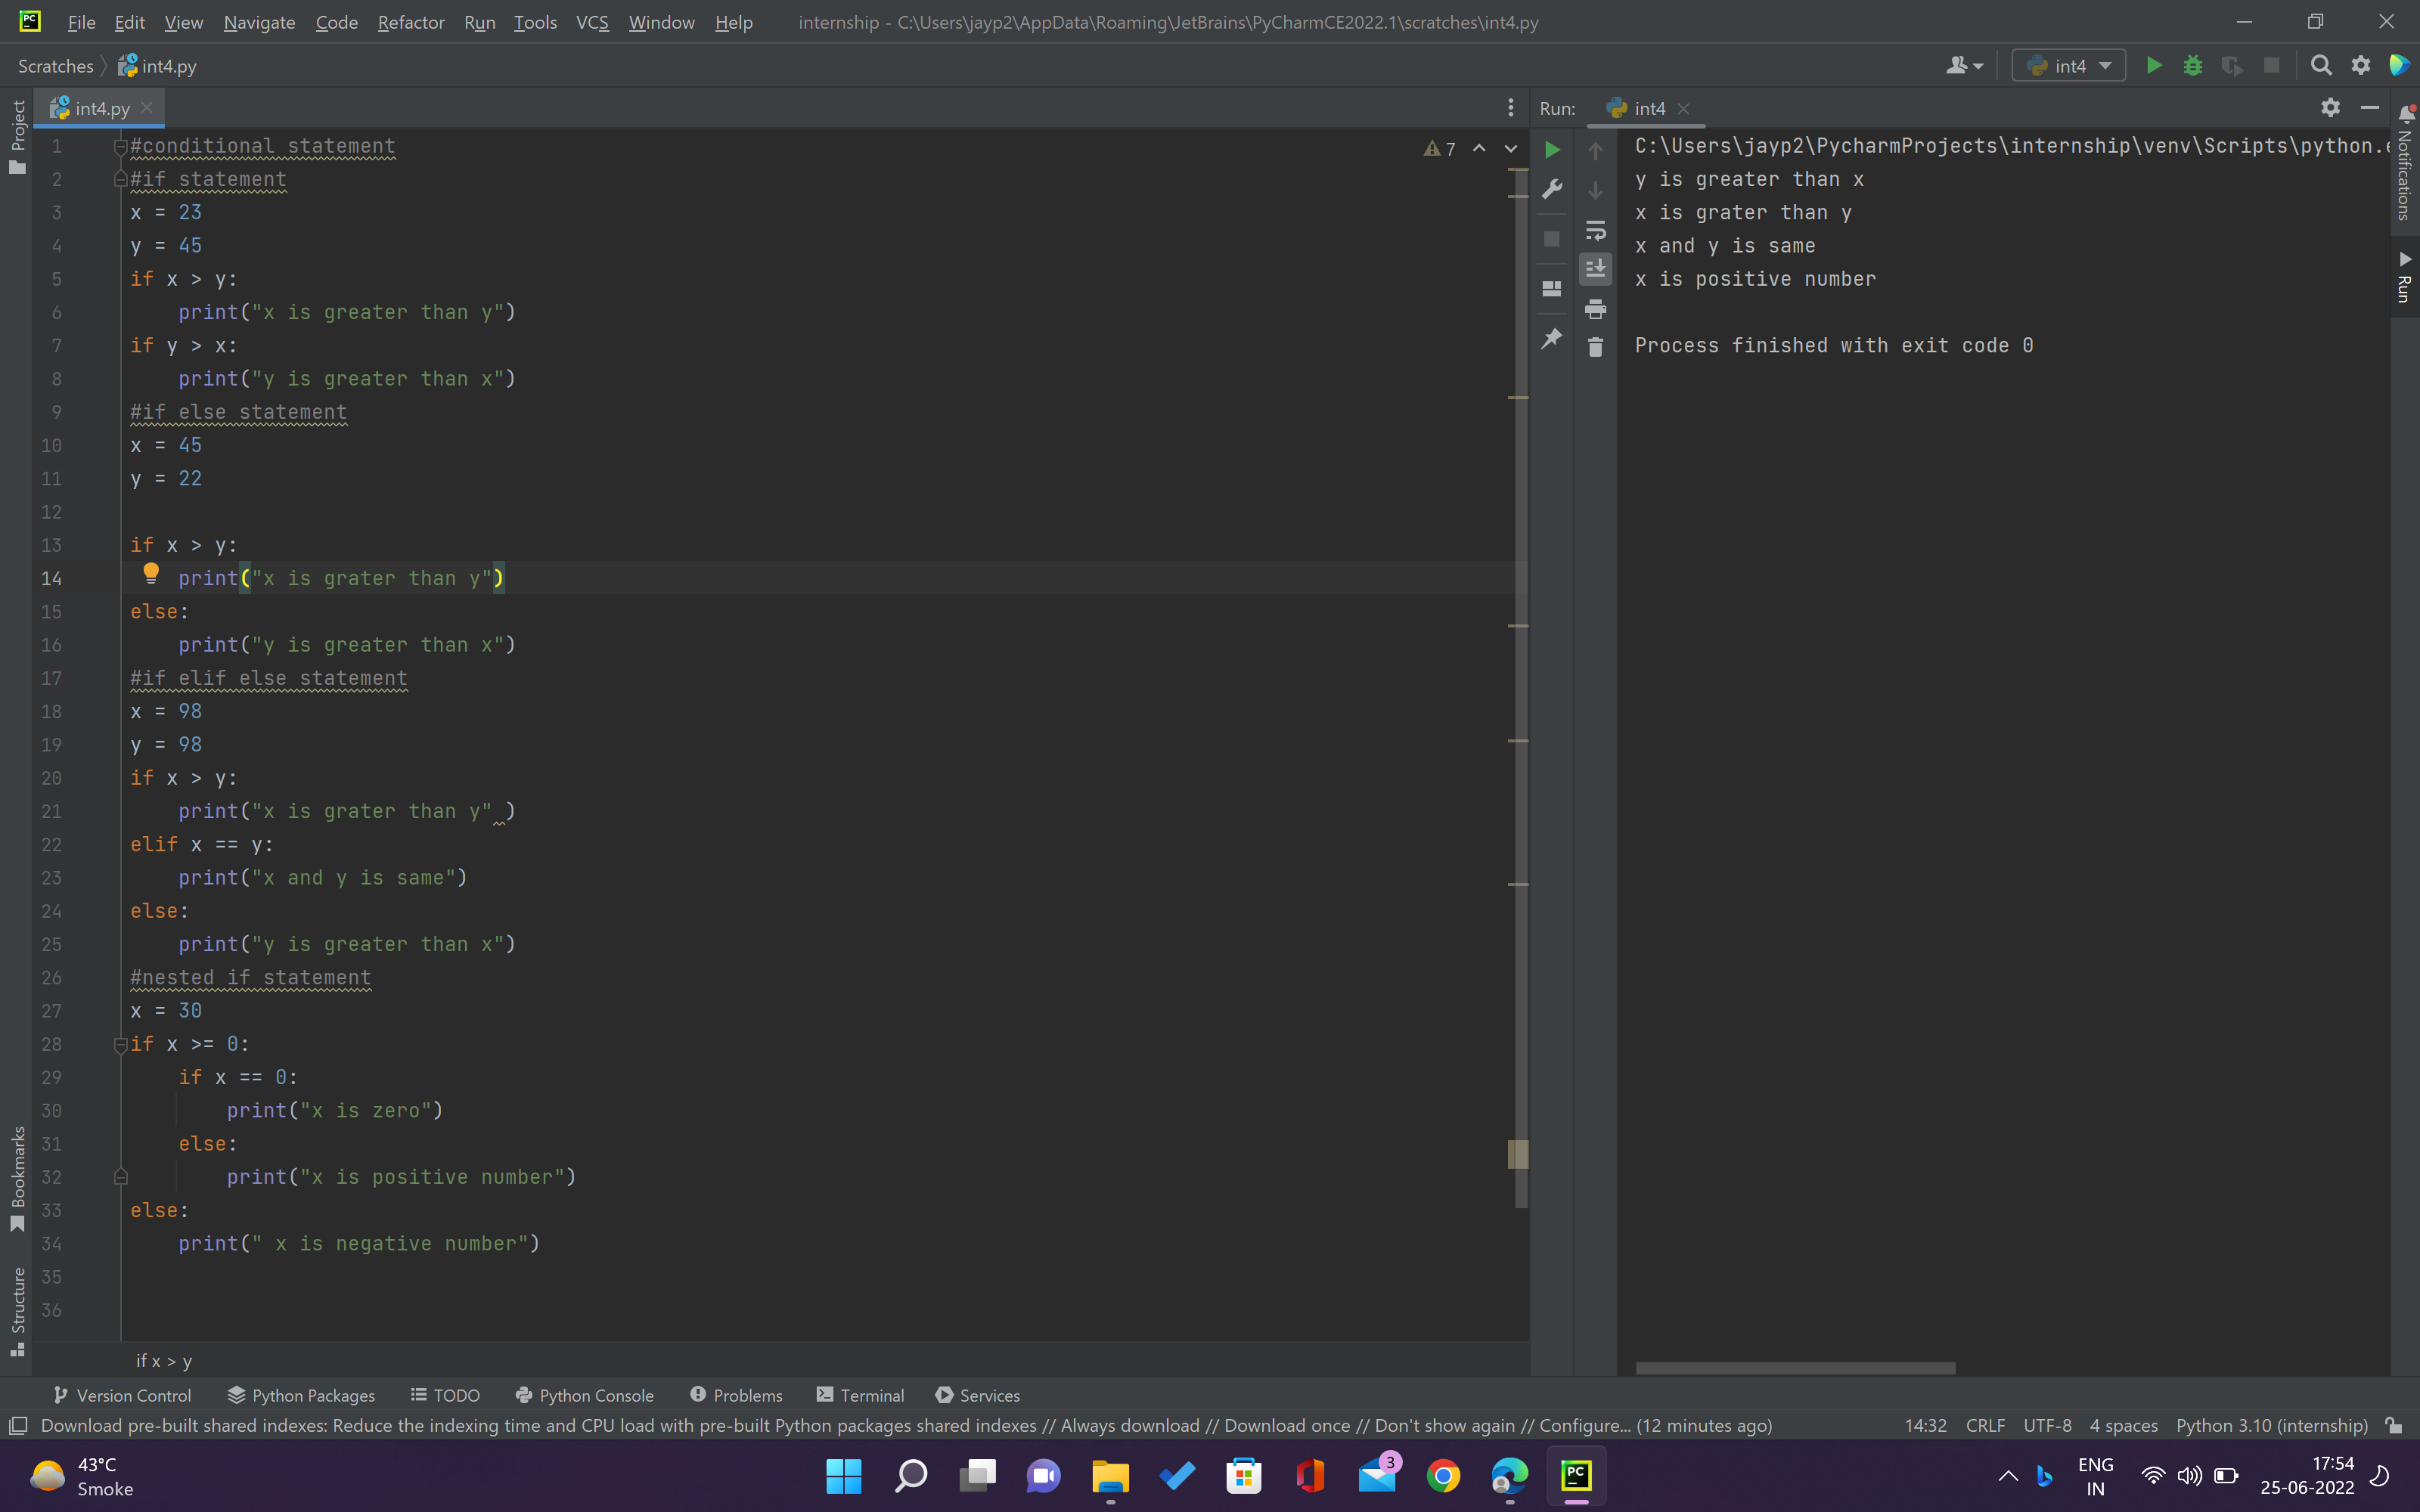 File Edit View Navigate Code Refactor Run Tools VCS Window Help internship - C:\Users\jayp2\AppData\Roaming\JetBrains\PyCharmCE2022.1\scratches\int4.py
Scratches int4.py int4
int4.py
Run: int4
Project
Bookmarks
Structure
Notifications
Run
7
1 #conditional statement
2 #if statement
3 x = 23
4 y = 45
5 if x > y:
6 print("x is greater than y")
7 if y > x:
8 print("y is greater than x")
9 #if else statement
10 x = 45
11 y = 22
12
13 if x > y:
14 print("x is grater than y")
15 else:
16 print("y is greater than x")
17 #if elif else statement
18 x = 98
19 y = 98
20 if x > y:
21 print("x is grater than y" )
22 elif x == y:
23 print("x and y is same")
24 else:
25 print("y is greater than x")
26 #nested if statement
27 x = 30
28 if x >= 0:
29 if x == 0:
30 print("x is zero")
31 else:
32 print("x is positive number")
33 else:
34 print(" x is negative number")
35
36
if x > y
C:\Users\jayp2\PycharmProjects\internship\venv\Scripts\python.e
y is greater than x
x is grater than y
x and y is same
x is positive number
Process finished with exit code 0
Version Control Python Packages TODO Python Console Problems Terminal Services
Download pre-built shared indexes: Reduce the indexing time and CPU load with pre-built Python packages shared indexes // Always download // Download once // Don't show again // Configure... (12 minutes ago) 14:32 CRLF UTF-8 4 spaces Python 3.10 (internship)
43°C
Smoke
PC
3
ENG
IN
17:54
25-06-2022